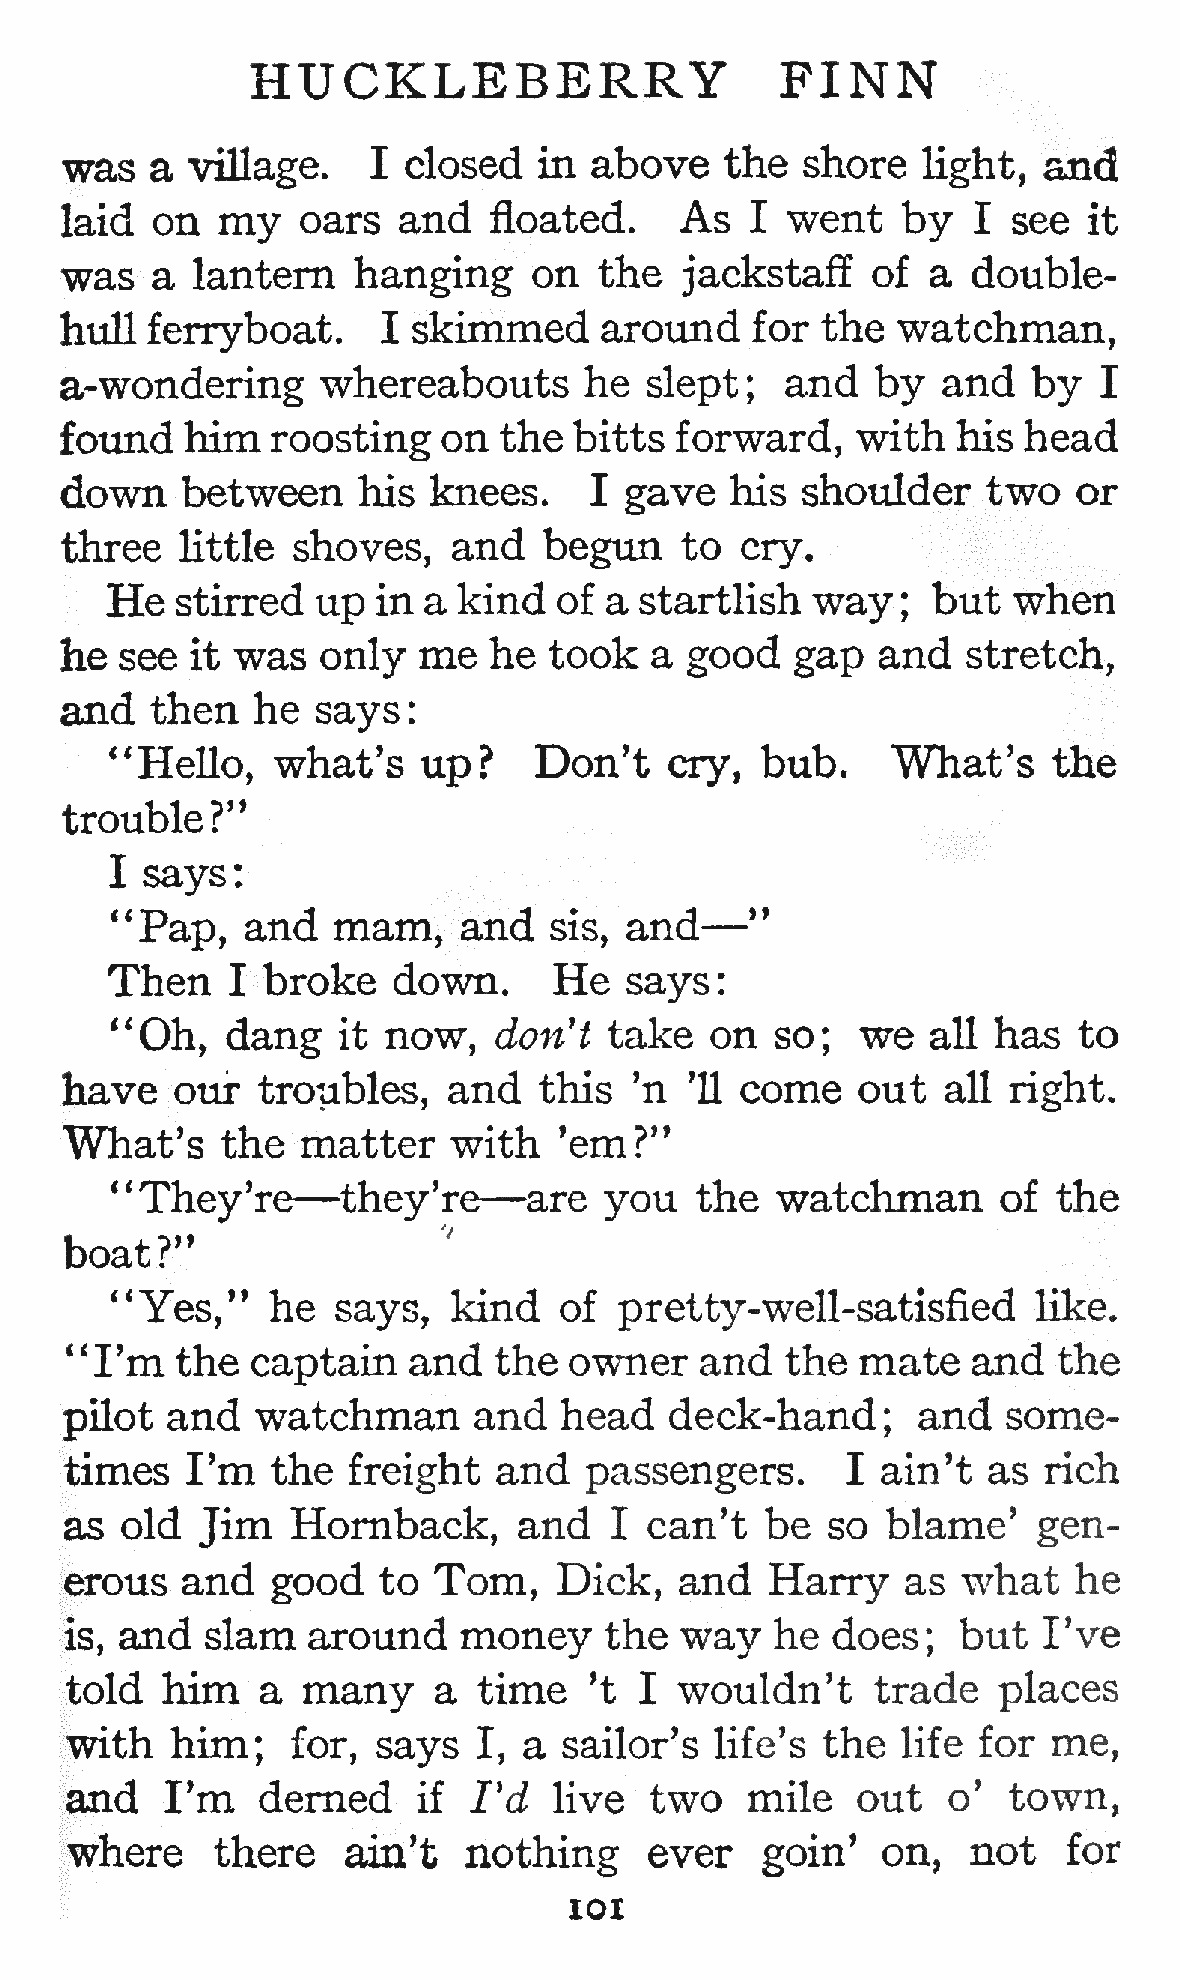 HUCKLEBERRY FINN
was a village. I closed in above the shore light, and
laid on my oars and floated. As I went by I see it
was a lantern hanging on the jackstaff of a double-
hull ferryboat. I skimmed around for the watchman,
a-wondering whereabouts he slept; and by and by I
found him roosting on the bitts forward, with his head
down between his knees. I gave his shoulder two or
three little shoves, and begun to cry.
He stirred up in a kind of a startlish way; but when
he see it was only me he took a good gap and stretch,
and then he says:
"Hello, what's up? Don't cry, bub. What's the
trouble?"
I says:
"Pap, and mam, and sis, and—"
Then I broke down. He says:
"Oh, dang it now, don't take on so; we all has to
have our troubles, and this 'n 'll come out all right.
What's the matter with 'em?"
"They're—they're—are you the watchman of the
boat?"
"Yes," he says, kind of pretty-well-satisfied like.
"I'm the captain and the owner and the mate and the
pilot and watchman and head deck-hand; and some-
times I'm the freight and passengers. I ain't as rich
as old Jim Hornback, and I can't be so blame' gen-
erous and good to Tom, Dick, and Harry as what he
is, and slam around money the way he does; but I've
told him a many a time 't I wouldn't trade places
with him; for, says I, a sailor's life's the life for me,
and I'm derned if I'd live two mile out o' town,
where there ain't nothing ever goin' on, not for
101